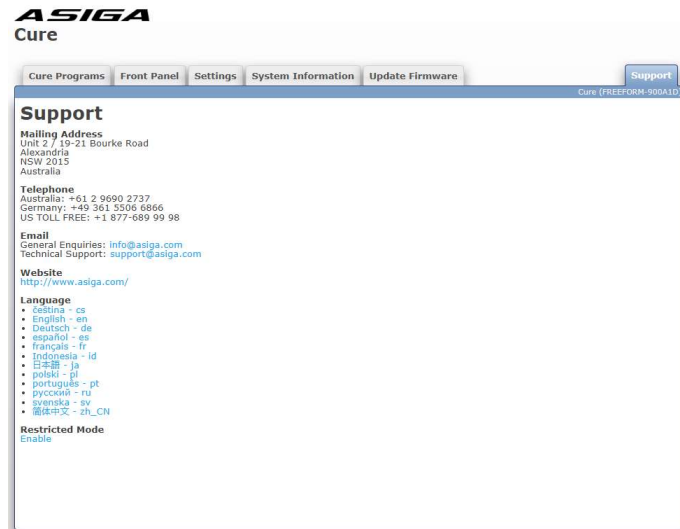 ASIGA
Cure
Cure Programs Front Panel Settings System Information Update Firmware Support
Cure (FREEFORM-900A1D)
Support
Mailing Address
Unit 2 / 19-21 Bourke Road
Alexandria
NSW 2015
Australia
Telephone
Australia: +61 2 9690 2737
Germany: +49 361 5506 6866
US TOLL FREE: +1 877-689 99 98
Email
General Enquiries: info@asiga.com
Technical Support: support@asiga.com
Website
http://www.asiga.com/
Language
• čeština - cs
• English - en
• Deutsch - de
• español - es
• français - fr
• Indonesia - id
• 日本語 - ja
• polski - pl
• português - pt
• русский - ru
• svenska - sv
• 简体中文 - zh_CN
Restricted Mode
Enable